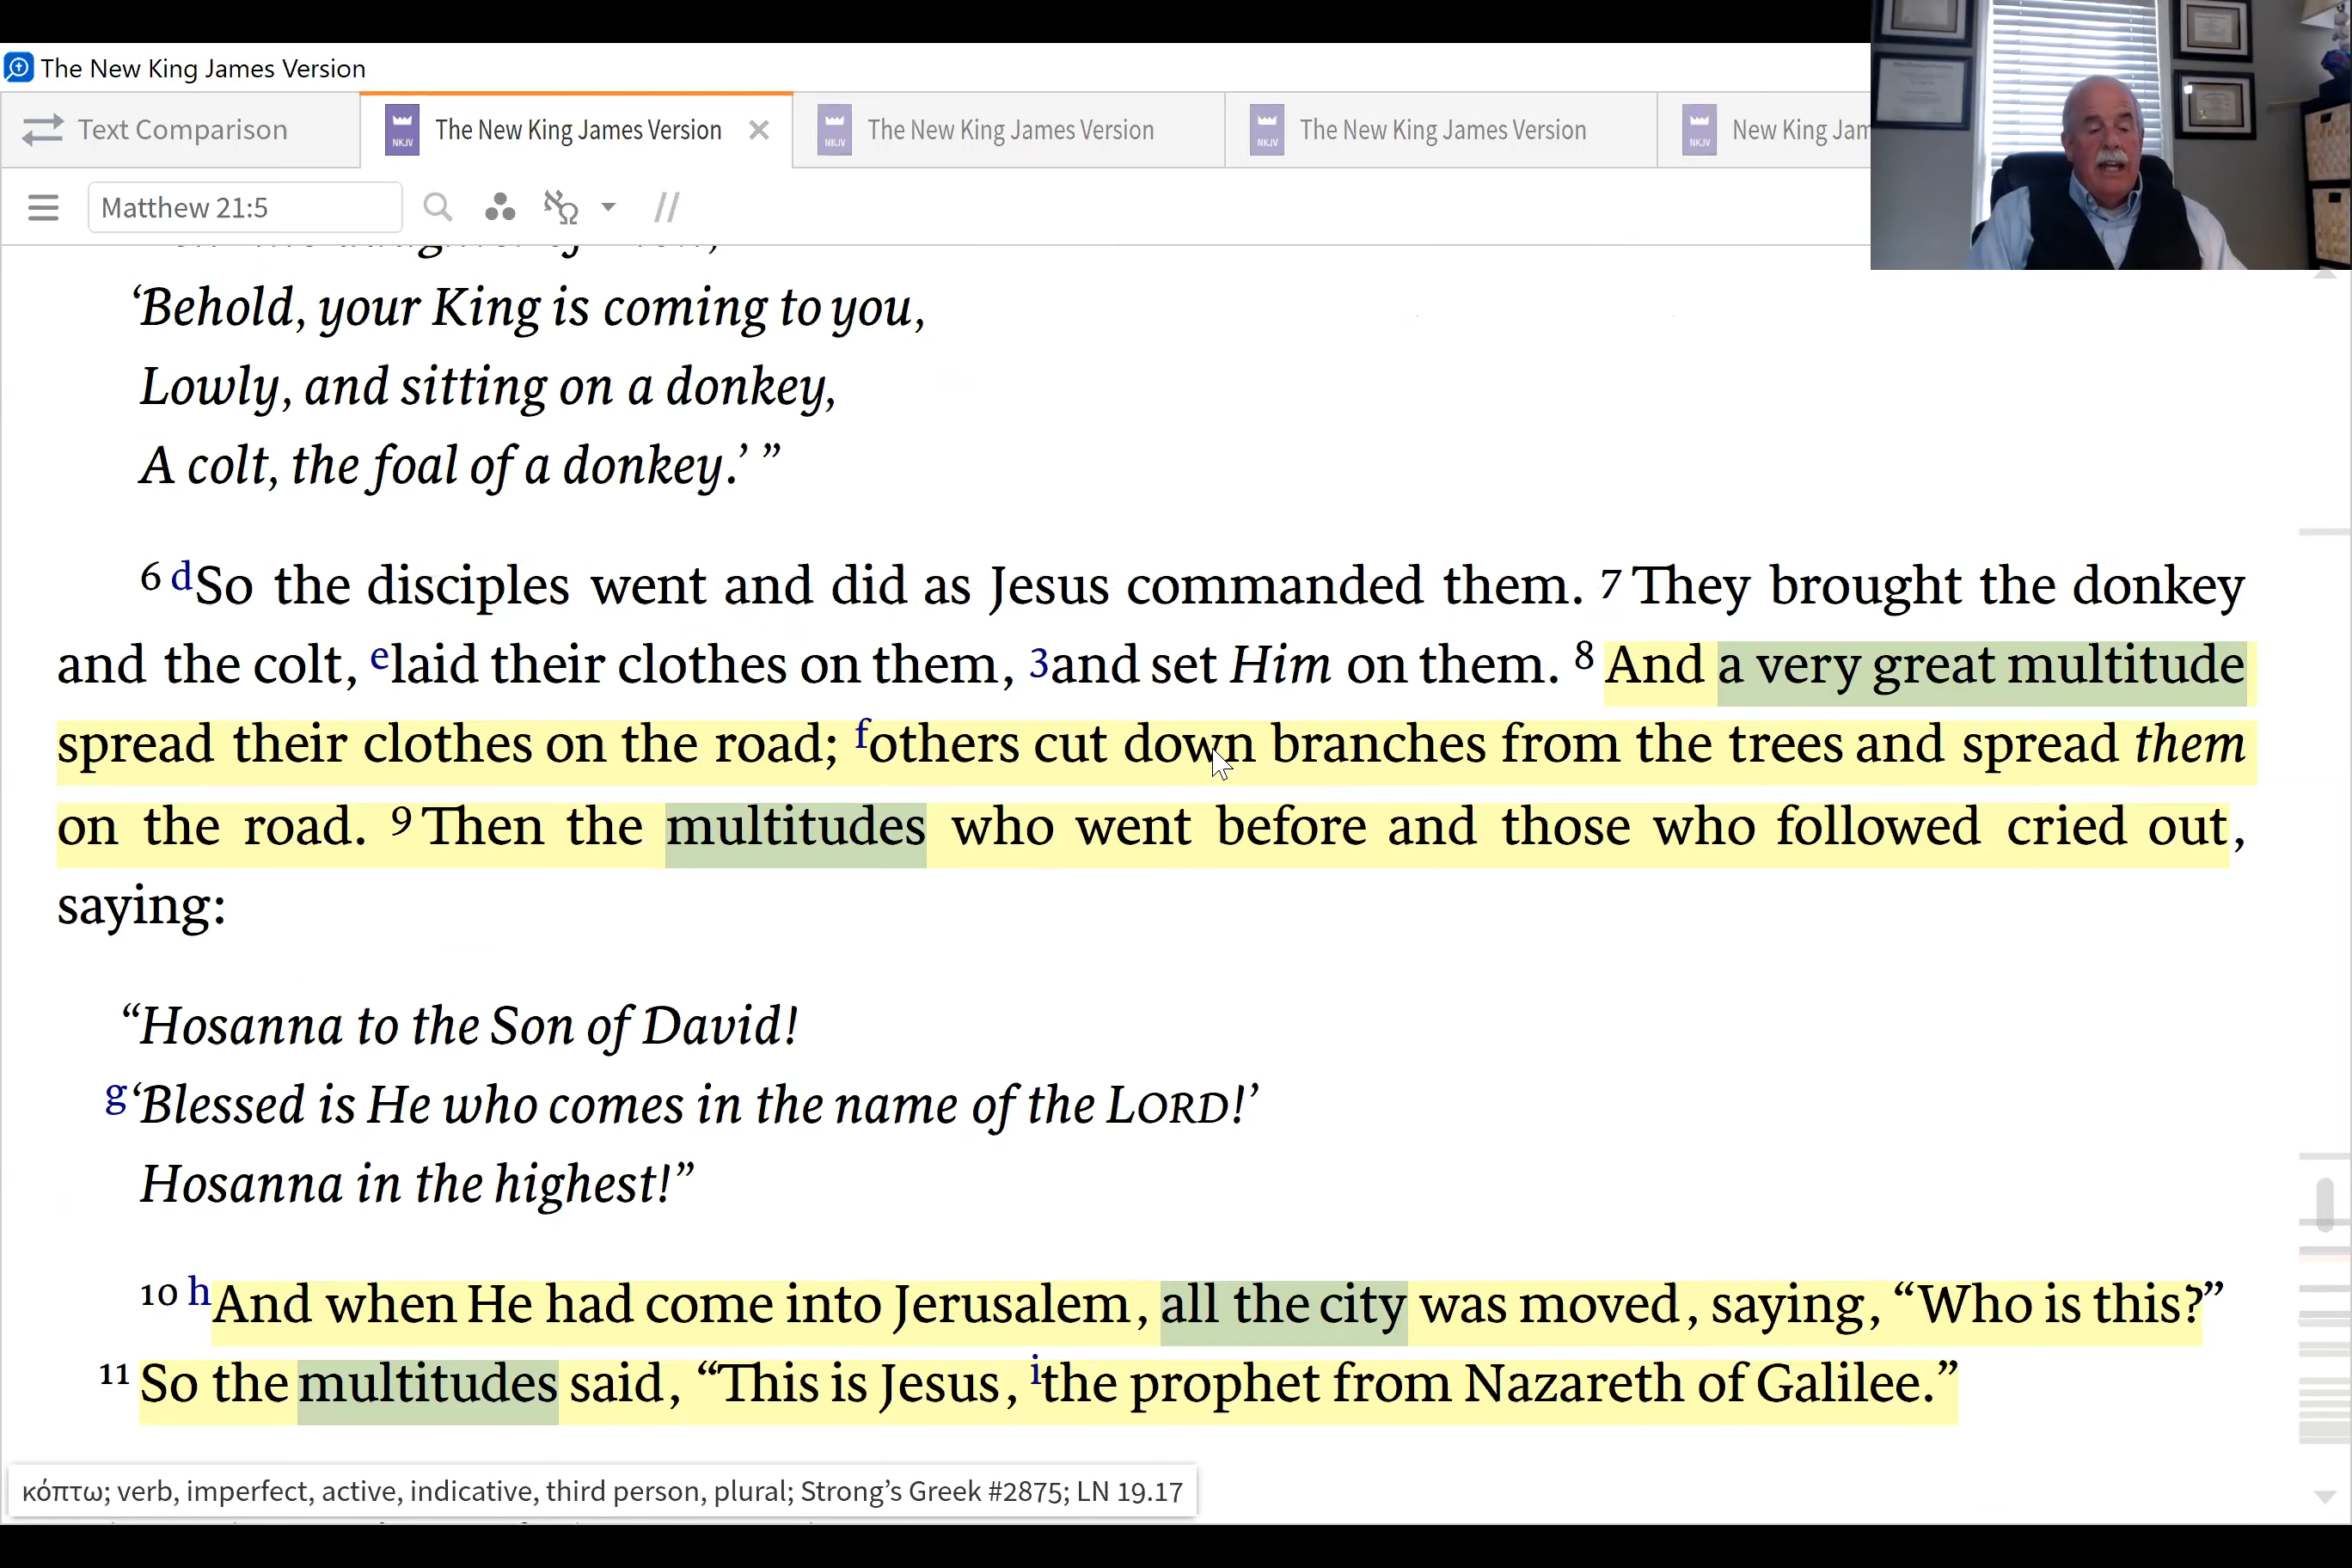 The New King James Version
Text Comparison
NKJV The New King James Version
NKJV The New King James Version
NKJV The New King James Version
NKJV New King Jam
Matthew 21:5
‘Behold, your King is coming to you,
Lowly, and sitting on a donkey,
A colt, the foal of a donkey.’ ”
6 dSo the disciples went and did as Jesus commanded them. 7 They brought the donkey
and the colt, elaid their clothes on them, 3and set Him on them. 8 And a very great multitude
spread their clothes on the road; fothers cut down branches from the trees and spread them
on the road. 9 Then the multitudes who went before and those who followed cried out,
saying:
“Hosanna to the Son of David!
g‘Blessed is He who comes in the name of the LORD!’
Hosanna in the highest!”
10 hAnd when He had come into Jerusalem, all the city was moved, saying, “Who is this?”
11 So the multitudes said, “This is Jesus, ithe prophet from Nazareth of Galilee.”
κόπτω; verb, imperfect, active, indicative, third person, plural; Strong’s Greek #2875; LN 19.17